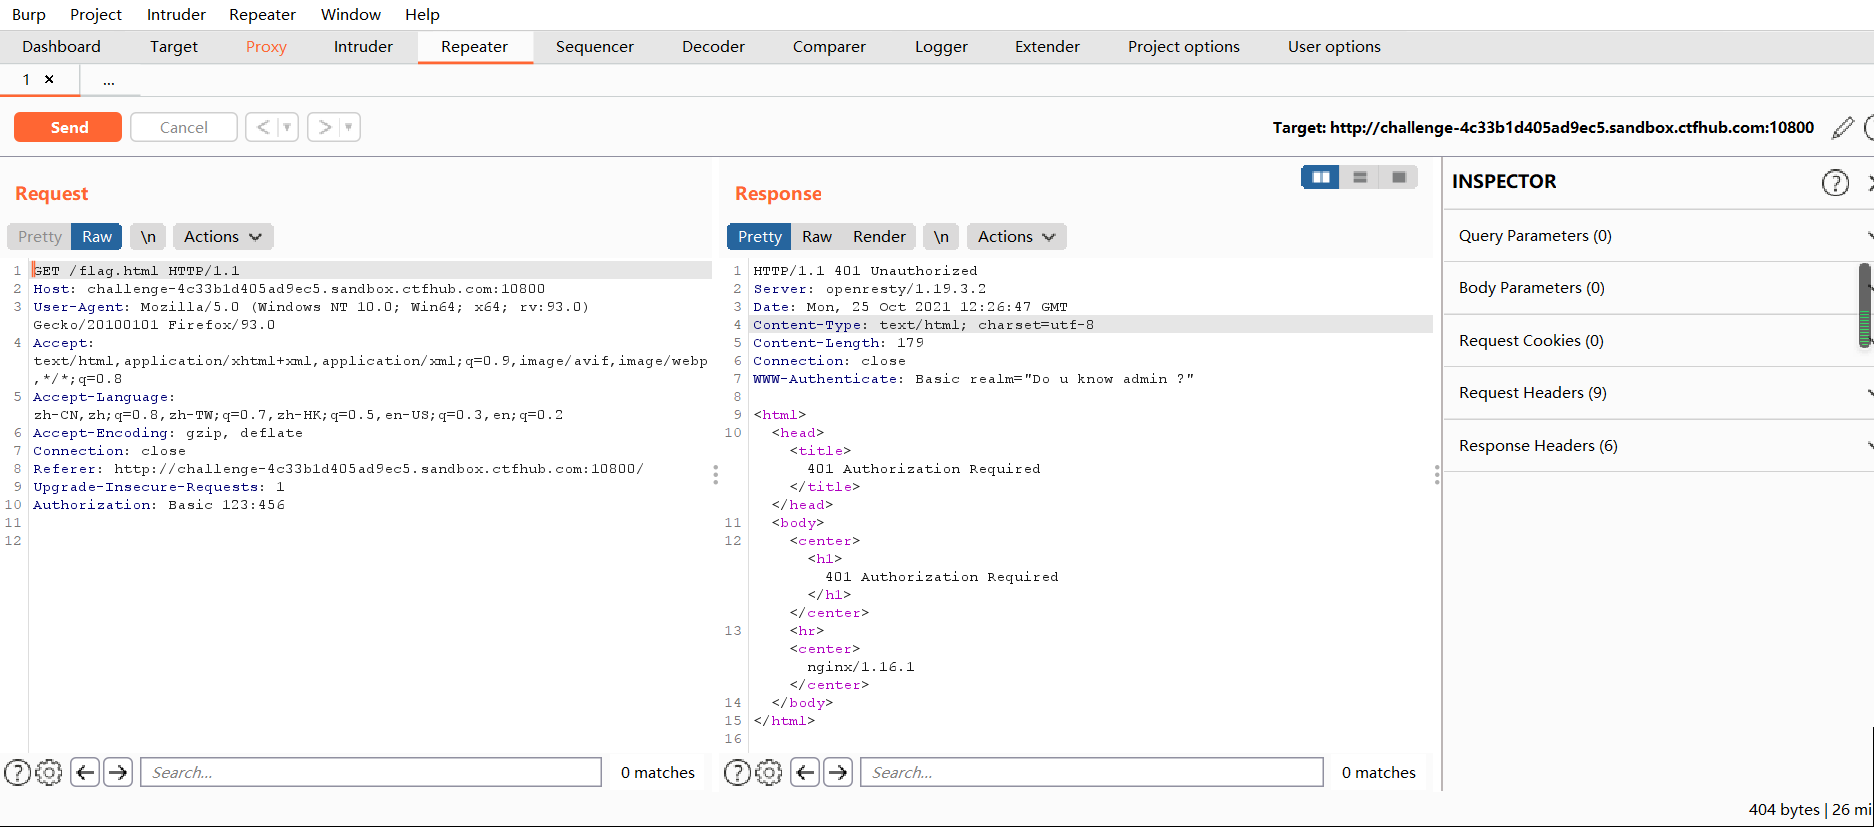 Burp Project Intruder Repeater Window Help
Dashboard Target Proxy Intruder Repeater Sequencer Decoder Comparer Logger Extender Project options User options
1 × ...
Send Cancel < >
Target: http://challenge-4c33b1d405ad9ec5.sandbox.ctfhub.com:10800
Request
Pretty Raw \n Actions
1 GET /flag.html HTTP/1.1
2 Host: challenge-4c33b1d405ad9ec5.sandbox.ctfhub.com:10800
3 User-Agent: Mozilla/5.0 (Windows NT 10.0; Win64; x64; rv:93.0)
Gecko/20100101 Firefox/93.0
4 Accept:
text/html,application/xhtml+xml,application/xml;q=0.9,image/avif,image/webp
,*/*;q=0.8
5 Accept-Language:
zh-CN,zh;q=0.8,zh-TW;q=0.7,zh-HK;q=0.5,en-US;q=0.3,en;q=0.2
6 Accept-Encoding: gzip, deflate
7 Connection: close
8 Referer: http://challenge-4c33b1d405ad9ec5.sandbox.ctfhub.com:10800/
9 Upgrade-Insecure-Requests: 1
10 Authorization: Basic 123:456
11
12
Search...
0 matches
Response
Pretty Raw Render \n Actions
1 HTTP/1.1 401 Unauthorized
2 Server: openresty/1.19.3.2
3 Date: Mon, 25 Oct 2021 12:26:47 GMT
4 Content-Type: text/html; charset=utf-8
5 Content-Length: 179
6 Connection: close
7 WWW-Authenticate: Basic realm="Do u know admin ?"
8
9 <html>
10 <head>
<title>
401 Authorization Required
</title>
</head>
11 <body>
12 <center>
<h1>
401 Authorization Required
</h1>
</center>
13 <hr>
<center>
nginx/1.16.1
</center>
14 </body>
15 </html>
16
Search...
0 matches
INSPECTOR
Query Parameters (0)
Body Parameters (0)
Request Cookies (0)
Request Headers (9)
Response Headers (6)
404 bytes | 26 mi